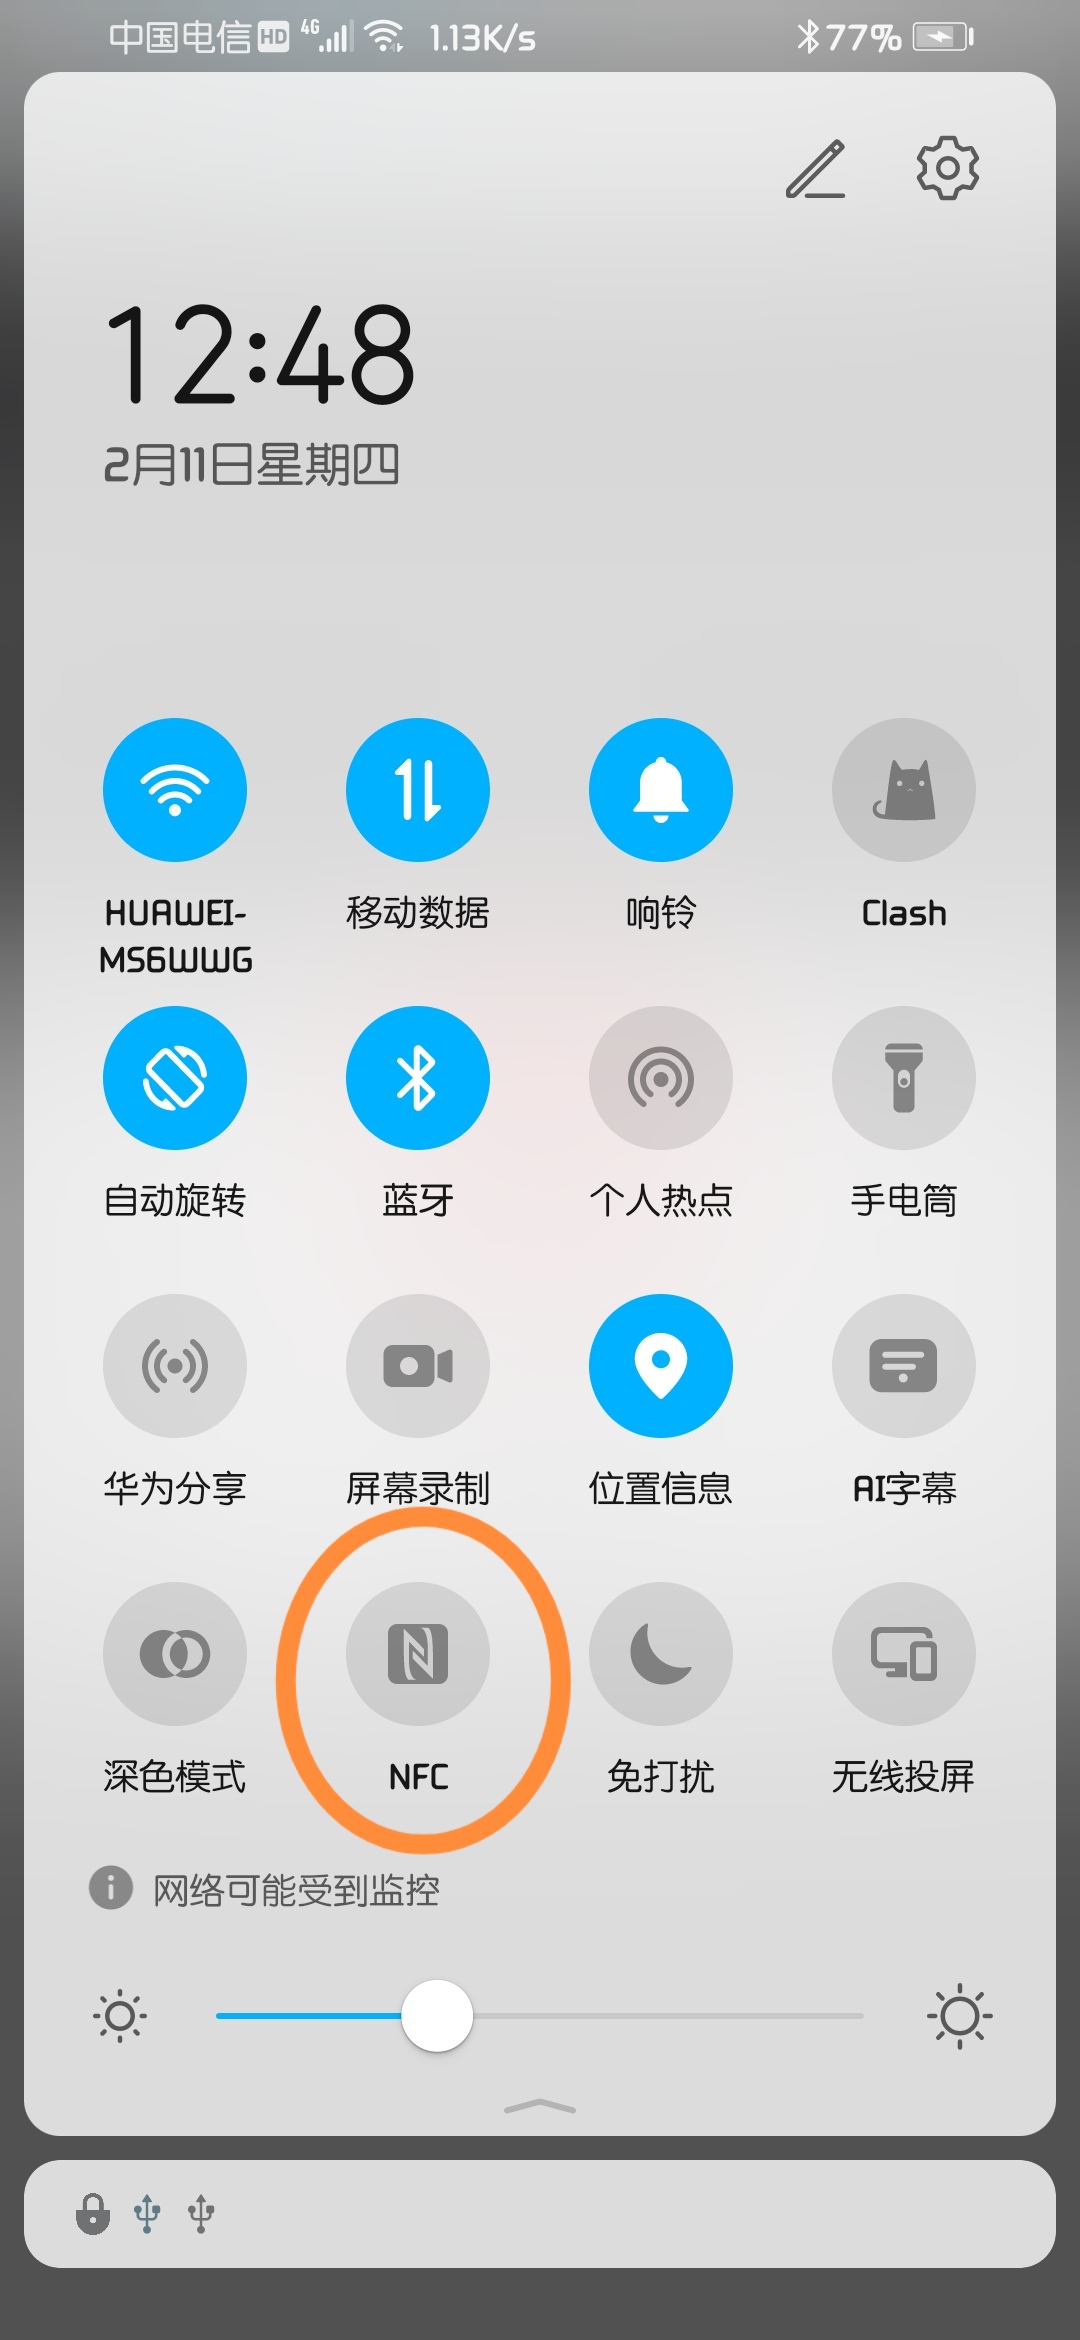 中国电信 HD 4G 1.13K/s 77%
12:48
2月11日星期四
HUAWEI-
MS6WWG
移动数据
响铃
Clash
自动旋转
蓝牙
个人热点
手电筒
华为分享
屏幕录制
位置信息
AI字幕
深色模式
NFC
免打扰
无线投屏
网络可能受到监控